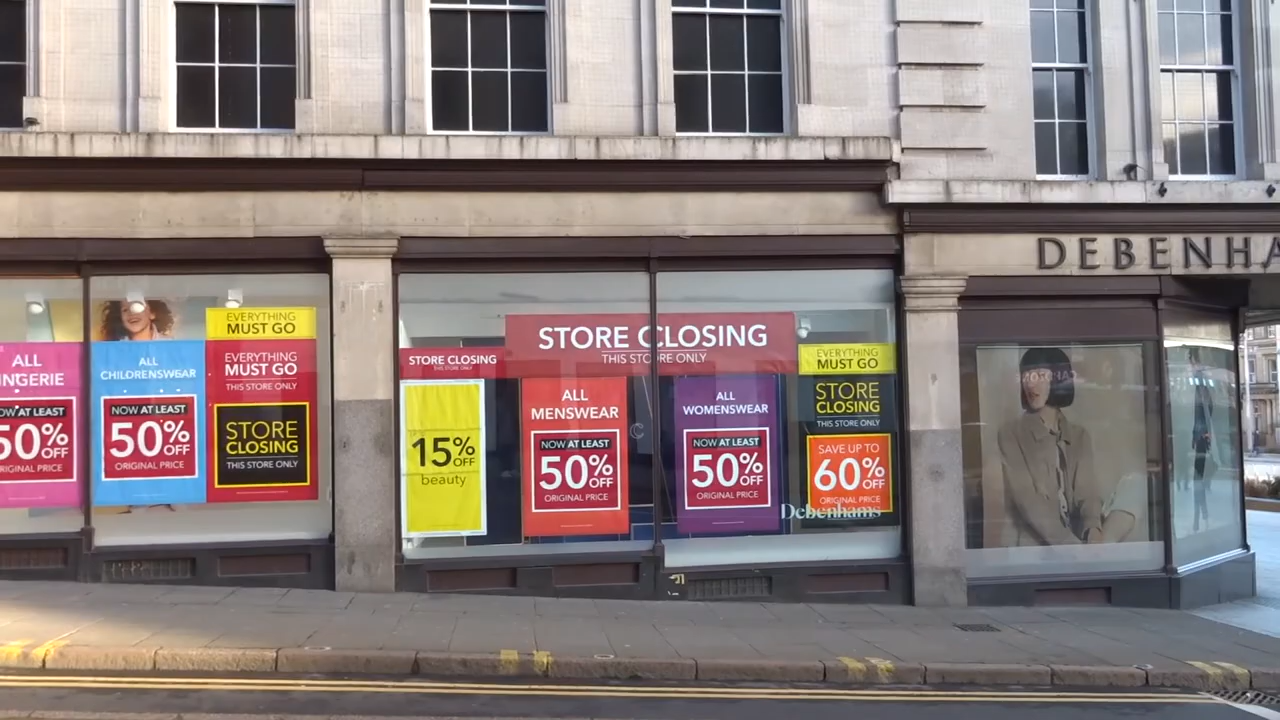 DEBENHA
ALL
NGERIE
NOW AT LEAST
50% OFF
ORIGINAL PRICE
ALL
CHILDRENSWEAR
NOW AT LEAST
50% OFF
ORIGINAL PRICE
EVERYTHING
MUST GO
EVERYTHING
MUST GO
THIS STORE ONLY
STORE
CLOSING
THIS STORE ONLY
STORE CLOSING
THIS STORE ONLY
15% OFF
beauty
STORE CLOSING
THIS STORE ONLY
ALL
MENSWEAR
NOW AT LEAST
50% OFF
ORIGINAL PRICE
ALL
WOMENSWEAR
NOW AT LEAST
50% OFF
ORIGINAL PRICE
EVERYTHING
MUST GO
STORE
CLOSING
THIS STORE ONLY
SAVE UP TO
60% OFF
ORIGINAL PRICE
Debenhams